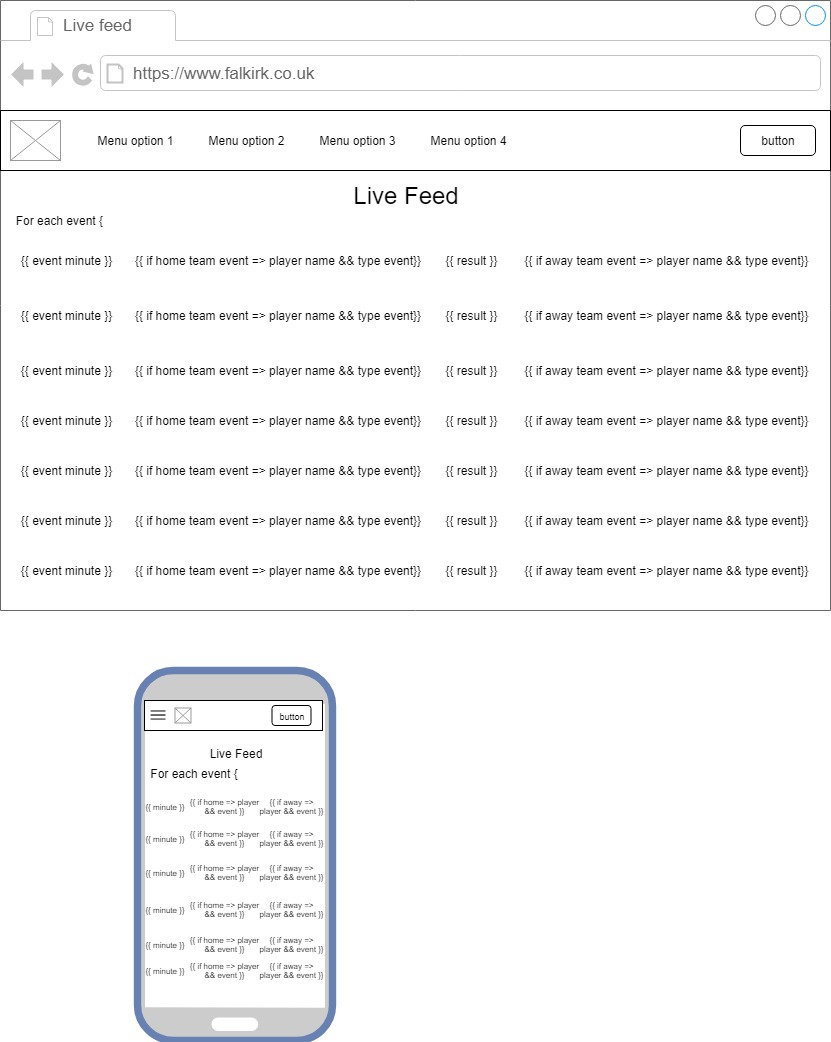 Live feed
https://www.falkirk.co.uk
Menu option 1 Menu option 2 Menu option 3 Menu option 4 button
Live Feed
For each event {
{{ event minute }} {{ if home team event => player name && type event}} {{ result }} {{ if away team event => player name && type event}}
{{ event minute }} {{ if home team event => player name && type event}} {{ result }} {{ if away team event => player name && type event}}
{{ event minute }} {{ if home team event => player name && type event}} {{ result }} {{ if away team event => player name && type event}}
{{ event minute }} {{ if home team event => player name && type event}} {{ result }} {{ if away team event => player name && type event}}
{{ event minute }} {{ if home team event => player name && type event}} {{ result }} {{ if away team event => player name && type event}}
{{ event minute }} {{ if home team event => player name && type event}} {{ result }} {{ if away team event => player name && type event}}
{{ event minute }} {{ if home team event => player name && type event}} {{ result }} {{ if away team event => player name && type event}}
button
Live Feed
For each event {
{{ minute }} {{ if home => player {{ if away =>
&& event }} player && event }}
{{ minute }} {{ if home => player {{ if away =>
&& event }} player && event }}
{{ minute }} {{ if home => player {{ if away =>
&& event }} player && event }}
{{ minute }} {{ if home => player {{ if away =>
&& event }} player && event }}
{{ minute }} {{ if home => player {{ if away =>
&& event }} player && event }}
{{ minute }} {{ if home => player {{ if away =>
&& event }} player && event }}